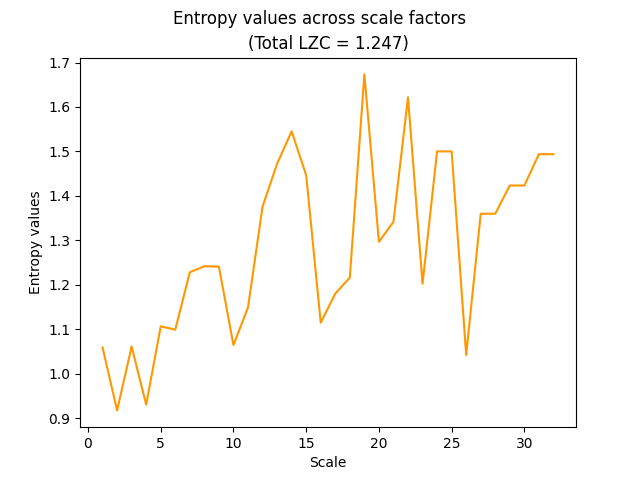 Entropy values across scale factors
(Total LZC = 1.247)
1.7
1.6
1.5
1.4
1.3
1.2
1.1
1.0
0.9
Entropy values
0 5 10 15 20 25 30
Scale